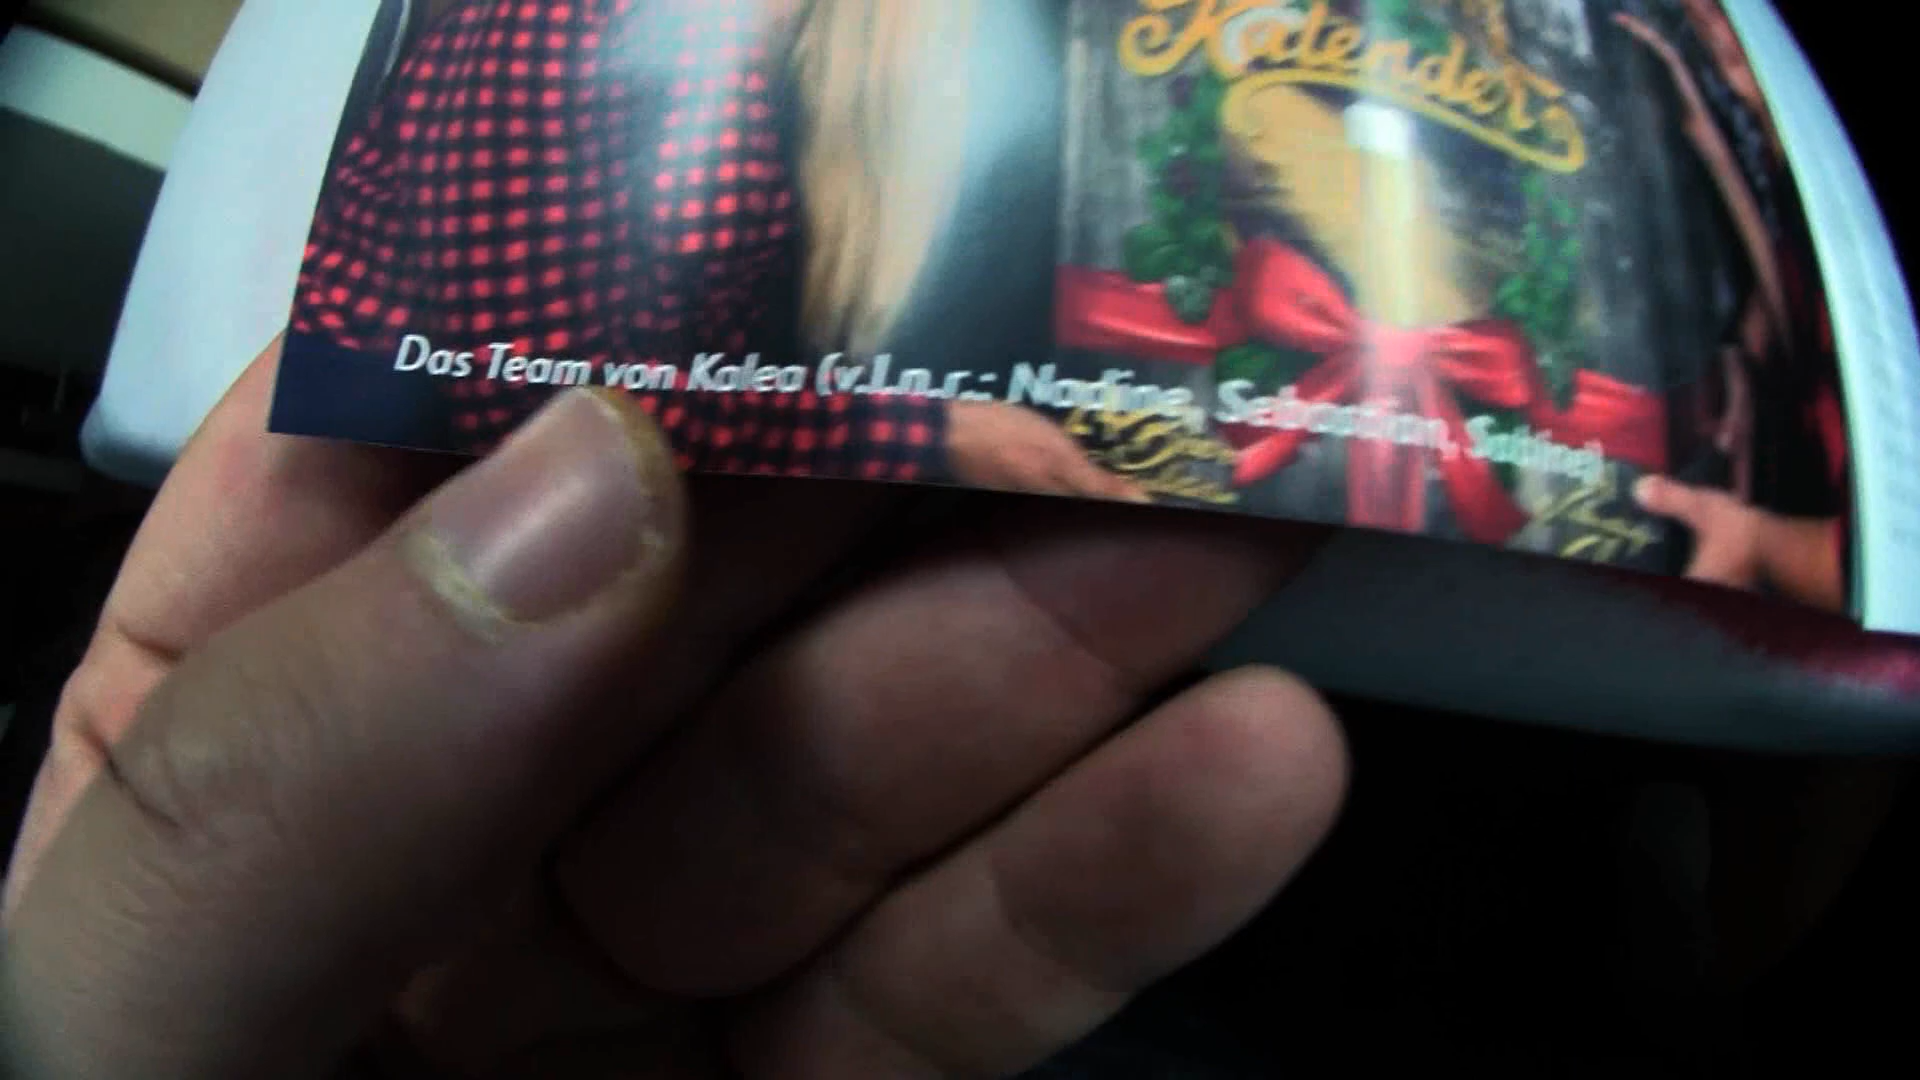 Kalender
Das Team von Kalea (v.l.n.r.: Nadine, Sebastian, Sabine)